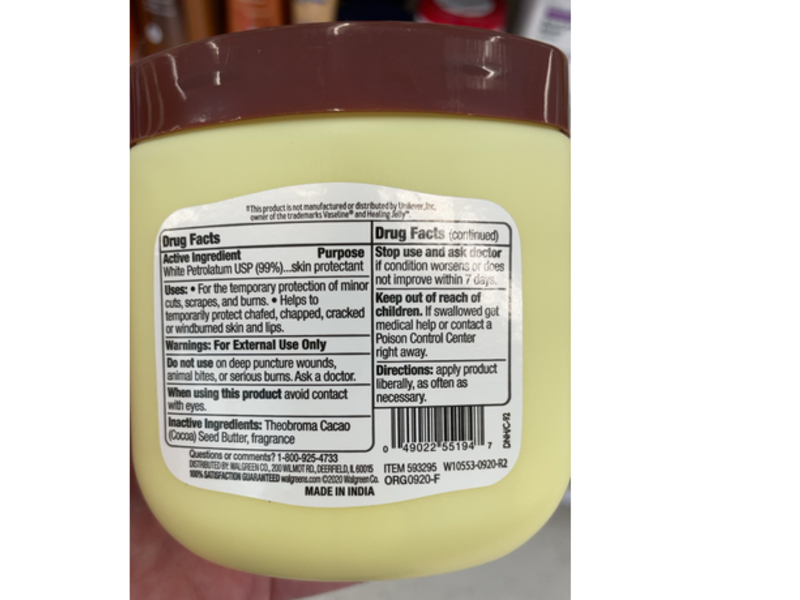 ‡This product is not manufactured or distributed by Unilever, Inc.
owner of the trademarks Vaseline® and Healing Jelly™.
Drug Facts
Active Ingredient Purpose
White Petrolatum USP (99%)...skin protectant
Uses: • For the temporary protection of minor
cuts, scrapes, and burns. • Helps to
temporarily protect chafed, chapped, cracked
or windburned skin and lips.
Warnings: For External Use Only
Do not use on deep puncture wounds,
animal bites, or serious burns. Ask a doctor.
When using this product avoid contact
with eyes.
Inactive Ingredients: Theobroma Cacao
(Cocoa) Seed Butter, fragrance
Drug Facts (continued)
Stop use and ask doctor
if condition worsens or does
not improve within 7 days.
Keep out of reach of
children. If swallowed get
medical help or contact a
Poison Control Center
right away.
Directions: apply product
liberally, as often as
necessary.
0 49022 55194 7
DNH/C-92
Questions or comments? 1-800-925-4733
DISTRIBUTED BY: WALGREEN CO., 200 WILMOT RD., DEERFIELD, IL 60015
100% SATISFACTION GUARANTEED walgreens.com ©2020 Walgreen Co.
ITEM 593295 W10553-0920-R2
ORG0920-F
MADE IN INDIA